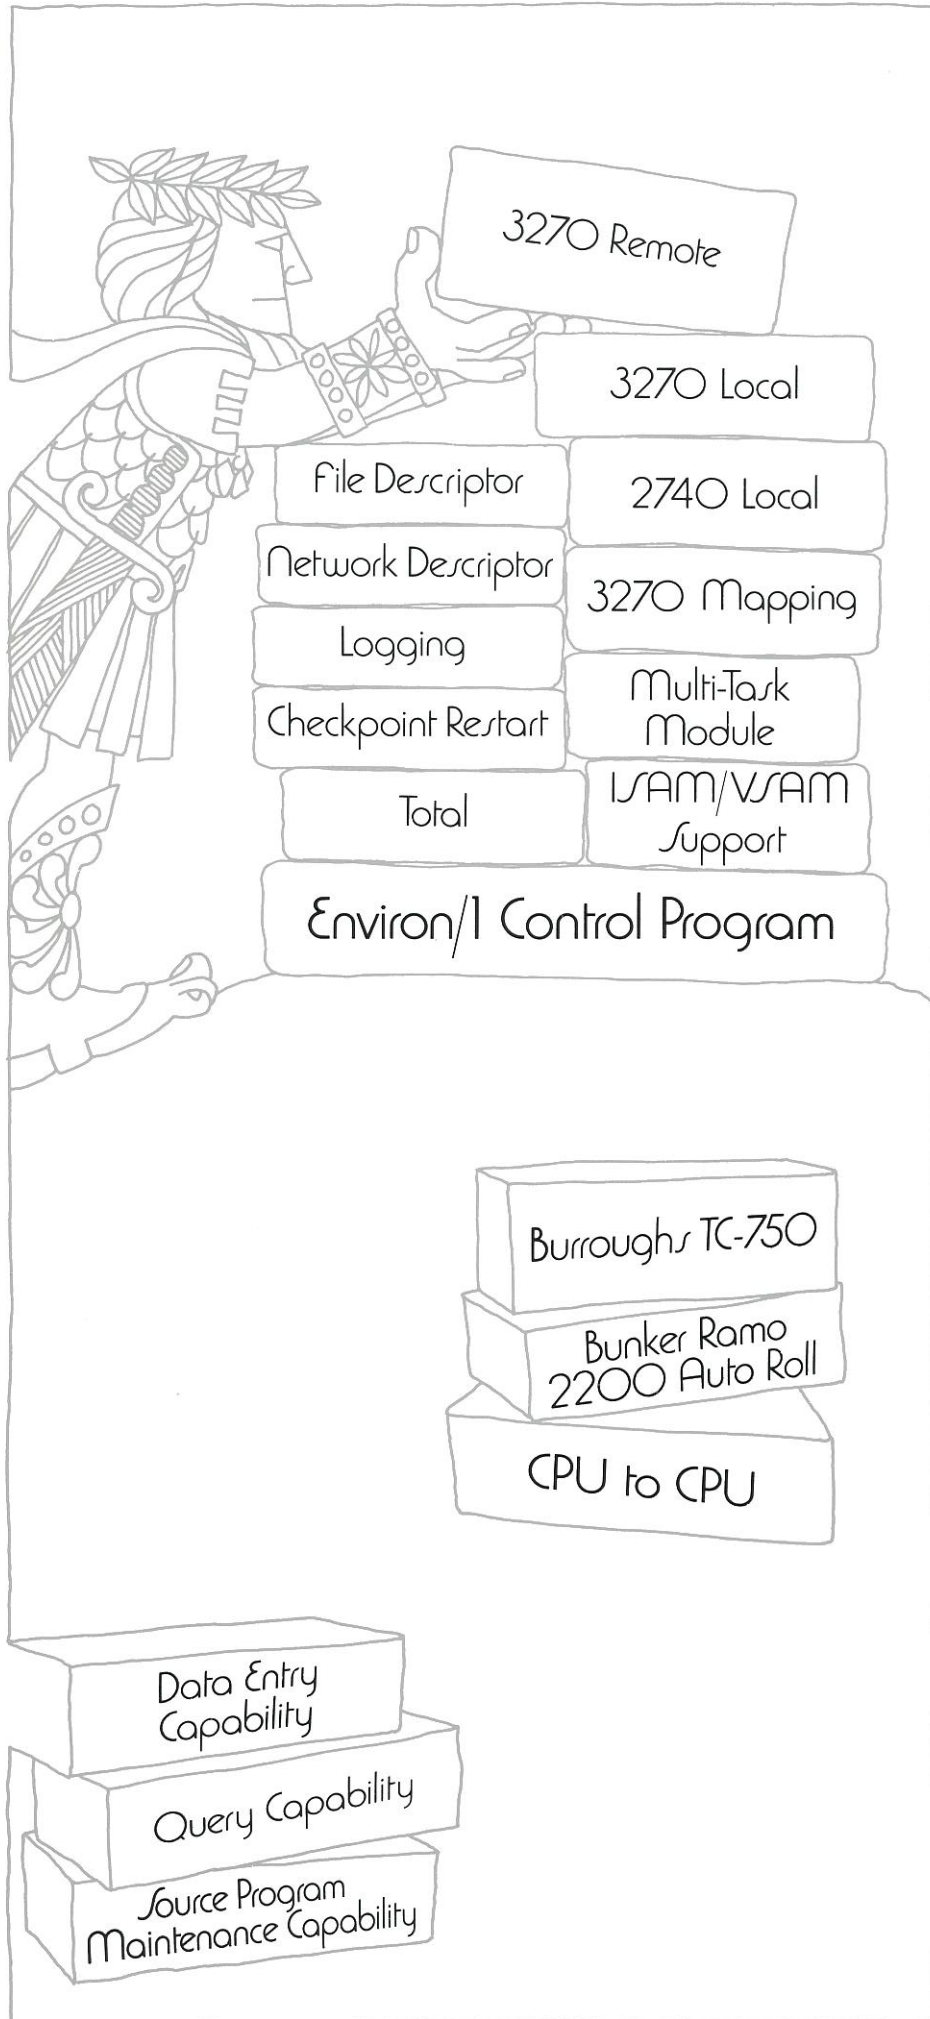 3270 Remote
3270 Local
File Descriptor
2740 Local
Network Descriptor
3270 Mapping
Logging
Multi-Task
Module
Checkpoint Restart
Total
ISAM/VSAM
Support
Environ/1 Control Program
Burroughs TC-750
Bunker Ramo
2200 Auto Roll
CPU to CPU
Data Entry
Capability
Query Capability
Source Program
Maintenance Capability